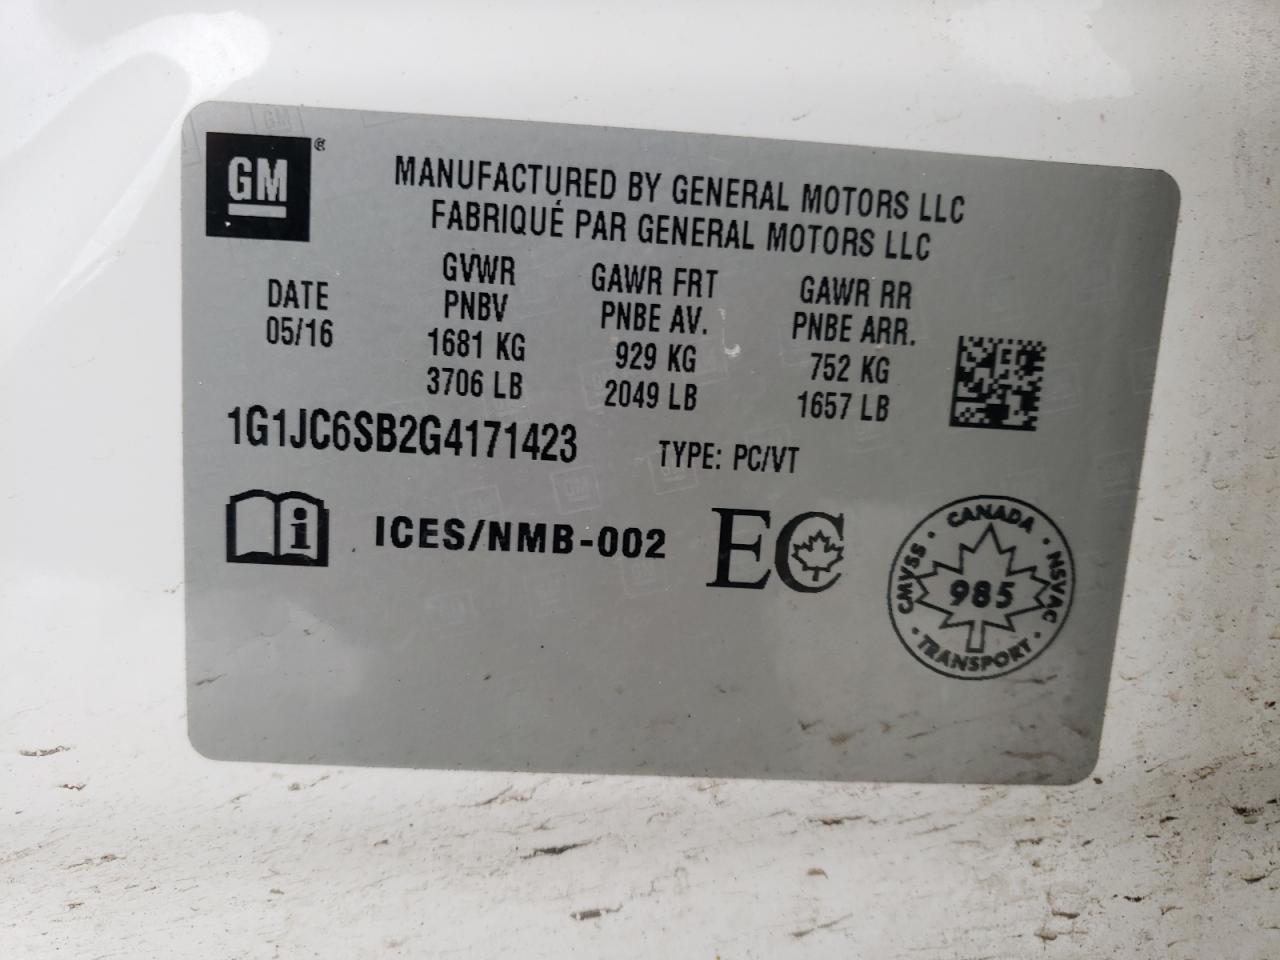 GM®
MANUFACTURED BY GENERAL MOTORS LLC
FABRIQUÉ PAR GENERAL MOTORS LLC
DATE
05/16
GVWR
PNBV
1681 KG
3706 LB
GAWR FRT
PNBE AV.
929 KG
2049 LB
GAWR RR
PNBE ARR.
752 KG
1657 LB
1G1JC6SB2G4171423
TYPE: PC/VT
i
ICES/NMB-002
EC
CANADA · NSVAC · TRANSPORT · CMVSS ·
985